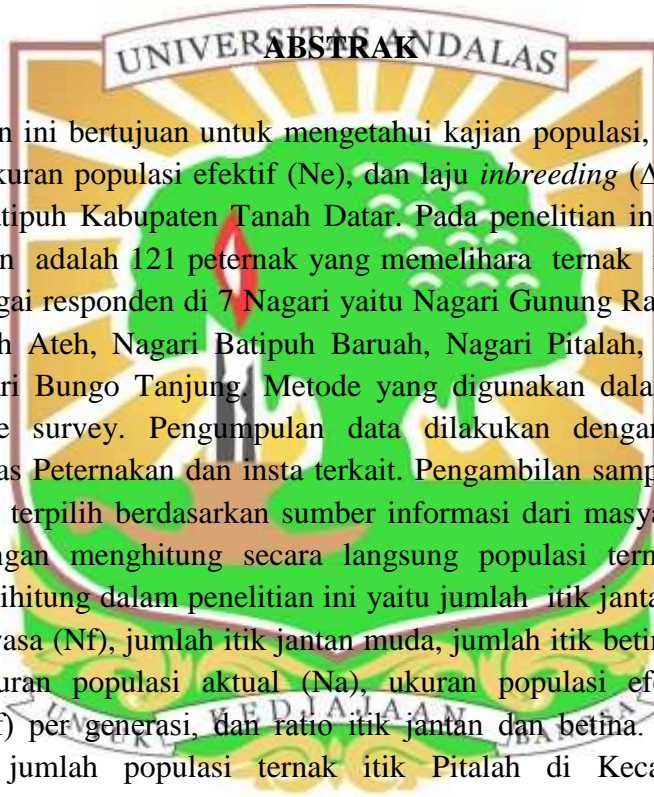 UNIVERSITAS ANDALAS
ABSTRAK
n ini bertujuan untuk mengetahui kajian populasi,
kuran populasi efektif (Ne), dan laju inbreeding (Δ
tipuh Kabupaten Tanah Datar. Pada penelitian in
n adalah 121 peternak yang memelihara ternak
gai responden di 7 Nagari yaitu Nagari Gunung Ra
h Ateh, Nagari Batipuh Baruah, Nagari Pitalah,
ri Bungo Tanjung. Metode yang digunakan dala
e survey. Pengumpulan data dilakukan dengan
as Peternakan dan insta terkait. Pengambilan samp
terpilih berdasarkan sumber informasi dari masya
ngan menghitung secara langsung populasi tern
ihitung dalam penelitian ini yaitu jumlah itik janta
vasa (Nf), jumlah itik jantan muda, jumlah itik betin
uran populasi aktual (Na), ukuran populasi efe
f) per generasi, dan ratio itik jantan dan betina.
UNTUK KEDJAJAAN BANGSA
jumlah populasi ternak itik Pitalah di Keca